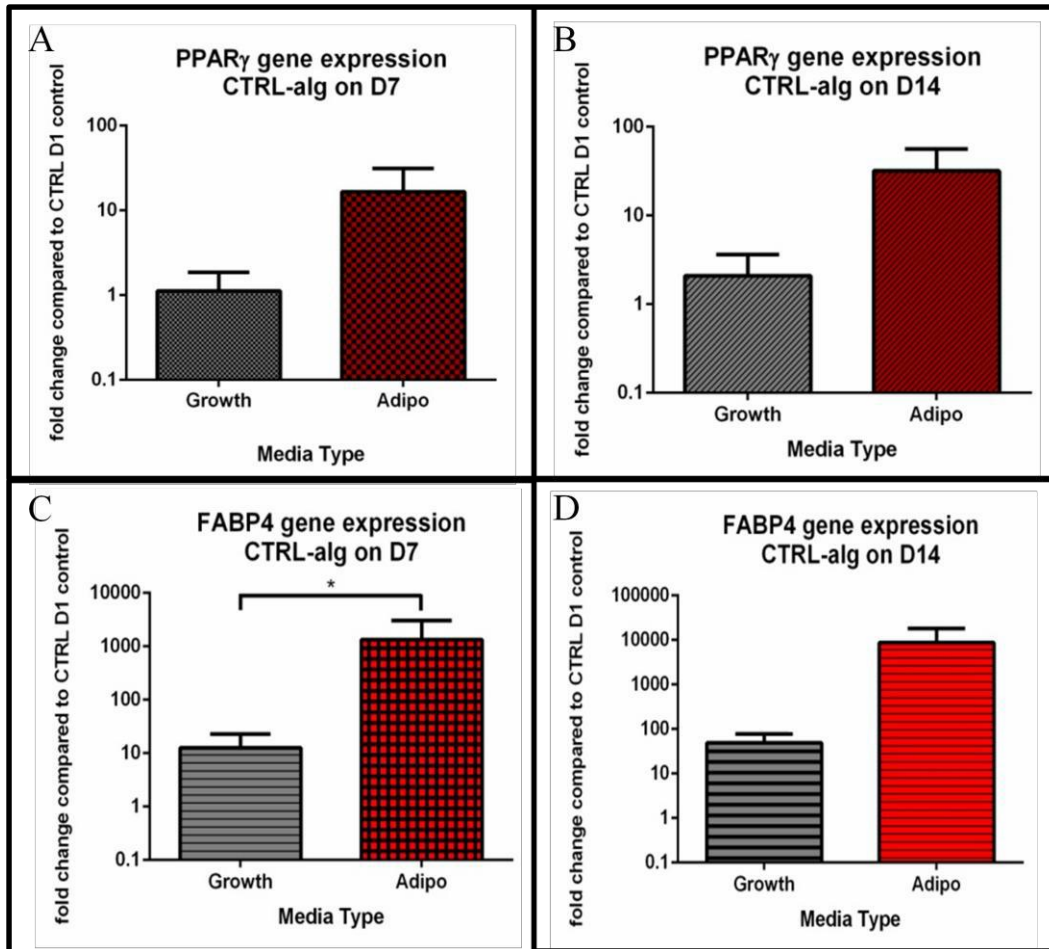 A
PPARγ gene expression
CTRL-alg on D7
fold change compared to CTRL D1 control
100
10
1
0.1
Growth
Adipo
Media Type
B
PPARγ gene expression
CTRL-alg on D14
fold change compared to CTRL D1 control
100
10
1
0.1
Growth
Adipo
Media Type
C
FABP4 gene expression
CTRL-alg on D7
fold change compared to CTRL D1 control
10000
1000
100
10
1
0.1
*
Growth
Adipo
Media Type
D
FABP4 gene expression
CTRL-alg on D14
fold change compared to CTRL D1 control
100000
10000
1000
100
10
1
0.1
Growth
Adipo
Media Type